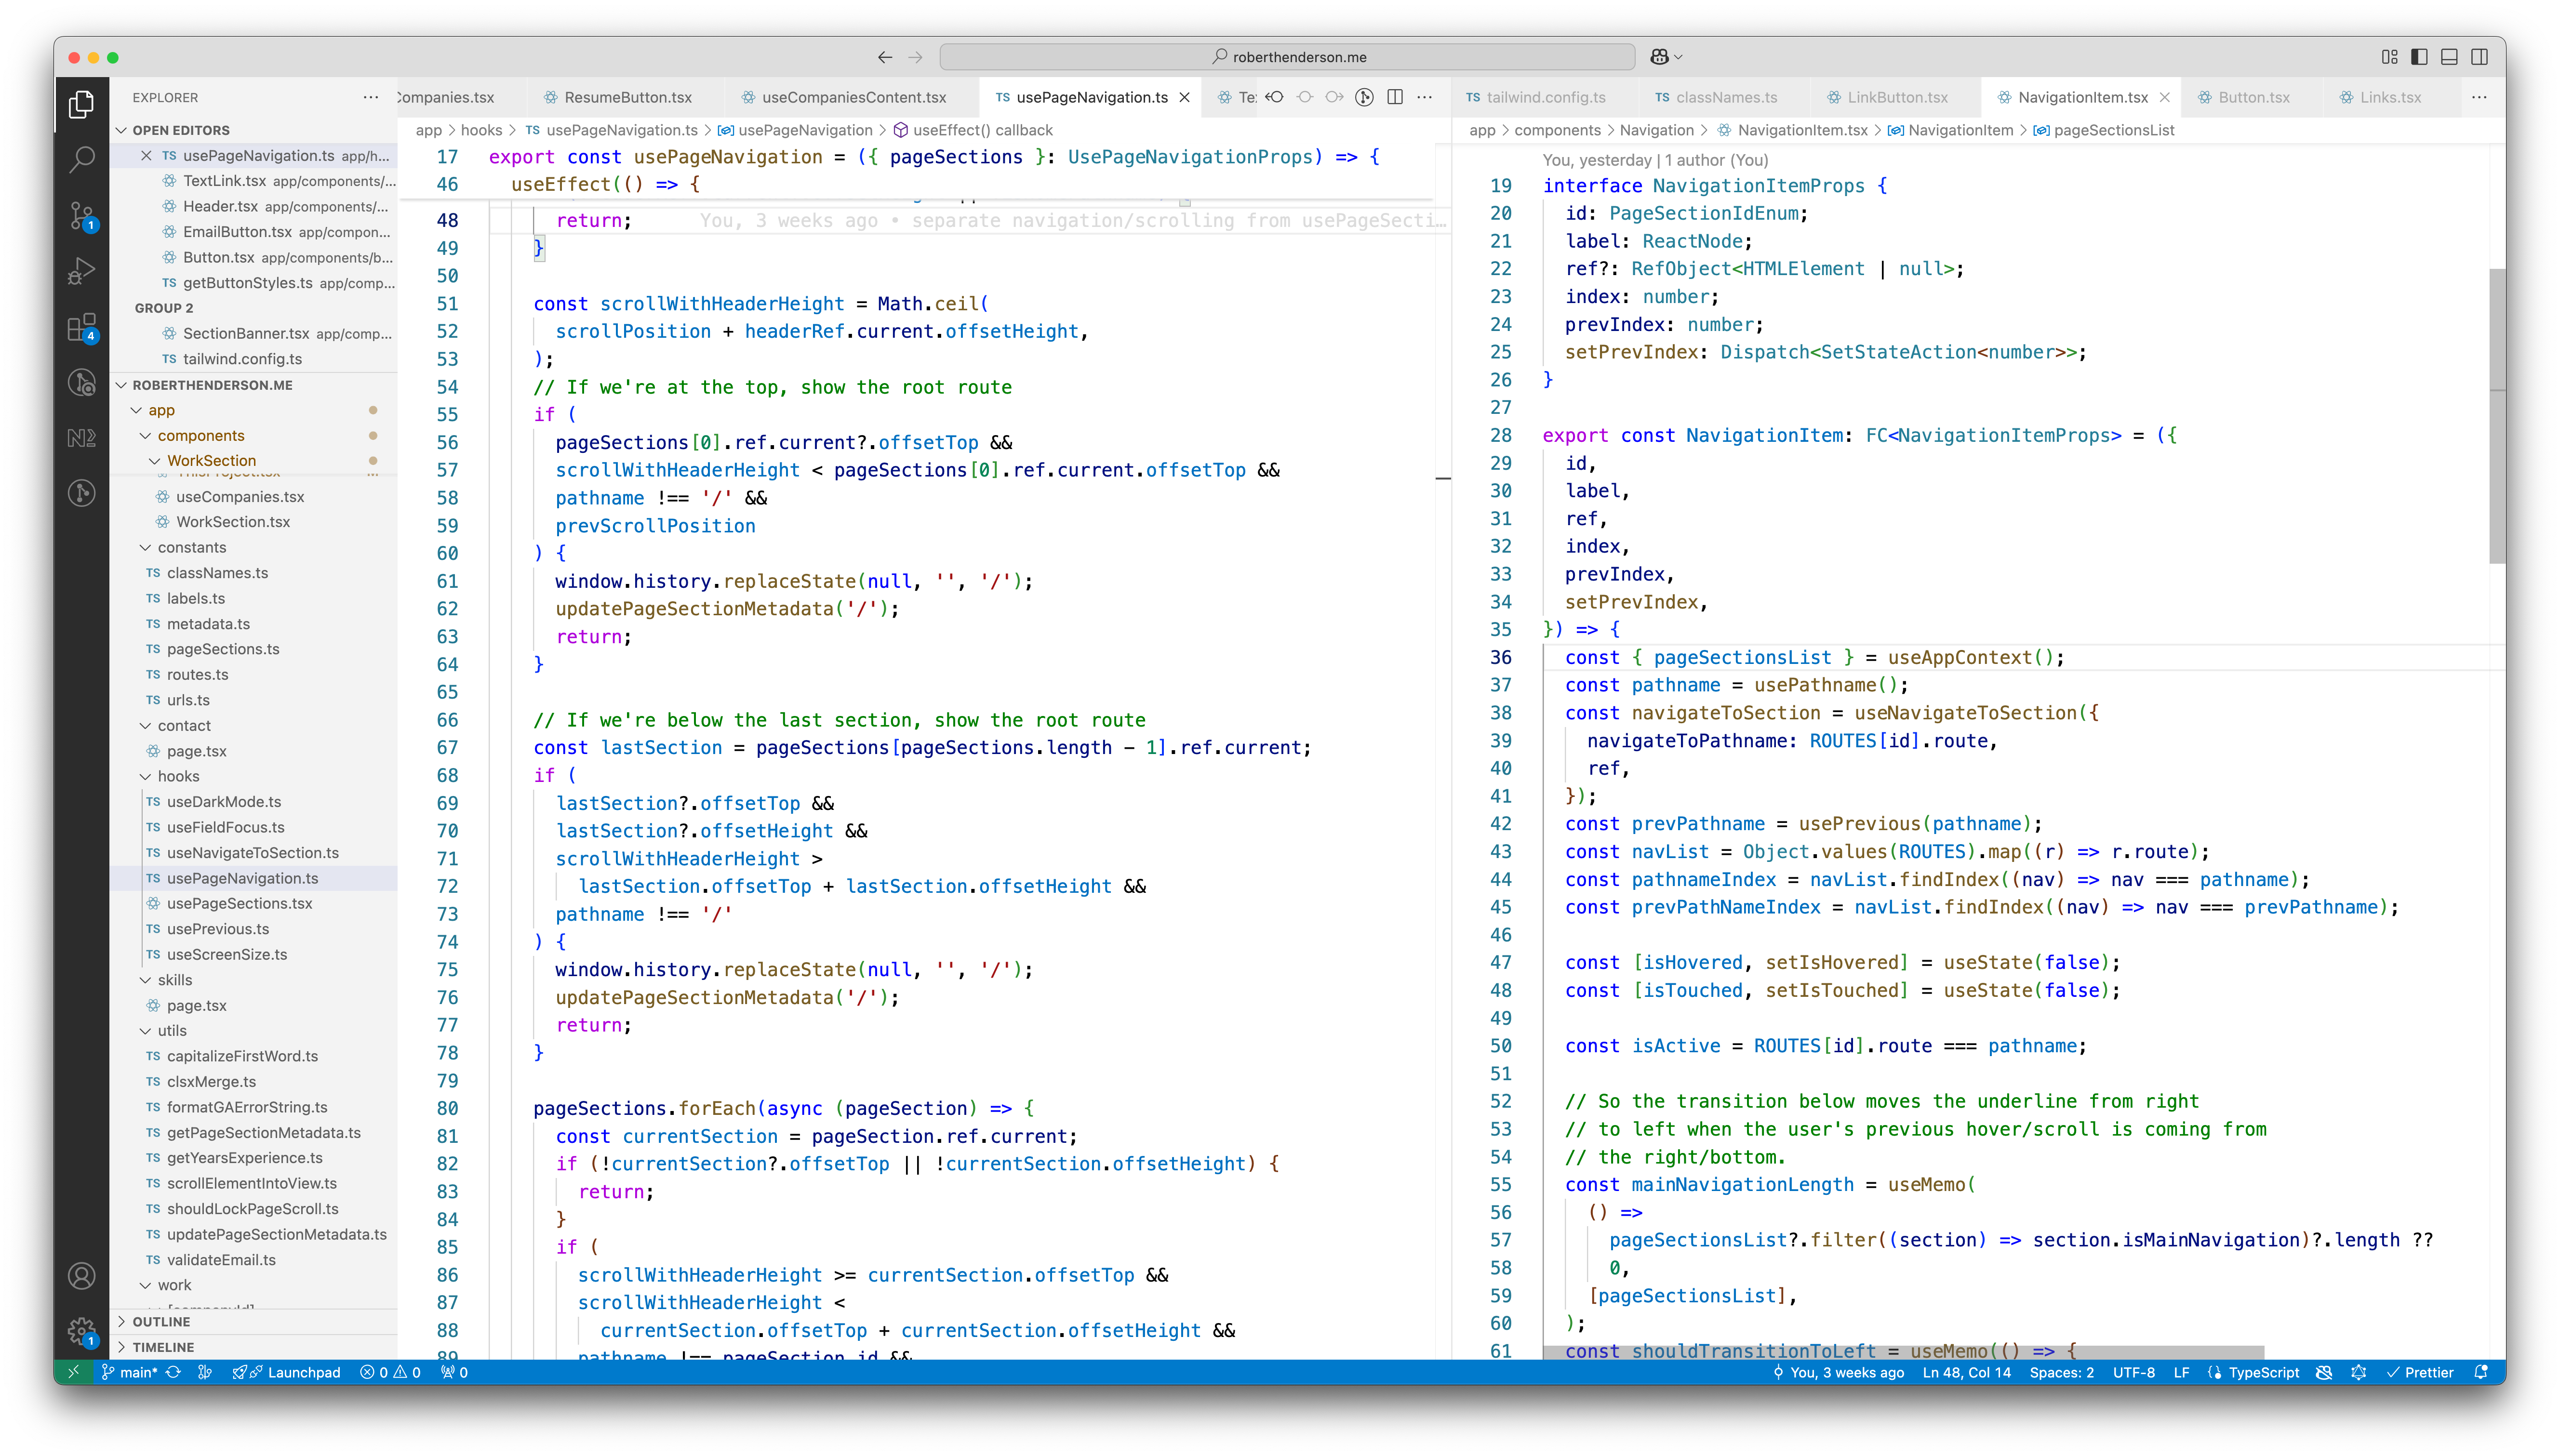 roberthenderson.me
EXPLORER
OPEN EDITORS
TS usePageNavigation.ts app/h...
TextLink.tsx app/components/...
Header.tsx app/components/...
EmailButton.tsx app/compon...
Button.tsx app/components/b...
TS getButtonStyles.ts app/comp...
GROUP 2
SectionBanner.tsx app/comp...
TS tailwind.config.ts
ROBERTHENDERSON.ME
app
components
WorkSection
useCompanies.tsx
WorkSection.tsx
constants
TS classNames.ts
TS labels.ts
TS metadata.ts
TS pageSections.ts
TS routes.ts
TS urls.ts
contact
page.tsx
hooks
TS useDarkMode.ts
TS useFieldFocus.ts
TS useNavigateToSection.ts
TS usePageNavigation.ts
usePageSections.tsx
TS usePrevious.ts
TS useScreenSize.ts
skills
page.tsx
utils
TS capitalizeFirstWord.ts
TS clsxMerge.ts
TS formatGAErrorString.ts
TS getPageSectionMetadata.ts
TS getYearsExperience.ts
TS scrollElementIntoView.ts
TS shouldLockPageScroll.ts
TS updatePageSectionMetadata.ts
TS validateEmail.ts
work
OUTLINE
TIMELINE
1
4
1
Companies.tsx ResumeButton.tsx useCompaniesContent.tsx TS usePageNavigation.ts Te
app > hooks > TS usePageNavigation.ts > usePageNavigation > useEffect() callback
17 export const usePageNavigation = ({ pageSections }: UsePageNavigationProps) => {
46 useEffect(() => {
48 return; You, 3 weeks ago • separate navigation/scrolling from usePageSecti…
49 }
50
51 const scrollWithHeaderHeight = Math.ceil(
52 scrollPosition + headerRef.current.offsetHeight,
53 );
54 // If we're at the top, show the root route
55 if (
56 pageSections[0].ref.current?.offsetTop &&
57 scrollWithHeaderHeight < pageSections[0].ref.current.offsetTop &&
58 pathname !== '/' &&
59 prevScrollPosition
60 ) {
61 window.history.replaceState(null, '', '/');
62 updatePageSectionMetadata('/');
63 return;
64 }
65
66 // If we're below the last section, show the root route
67 const lastSection = pageSections[pageSections.length - 1].ref.current;
68 if (
69 lastSection?.offsetTop &&
70 lastSection?.offsetHeight &&
71 scrollWithHeaderHeight >
72 lastSection.offsetTop + lastSection.offsetHeight &&
73 pathname !== '/'
74 ) {
75 window.history.replaceState(null, '', '/');
76 updatePageSectionMetadata('/');
77 return;
78 }
79
80 pageSections.forEach(async (pageSection) => {
81 const currentSection = pageSection.ref.current;
82 if (!currentSection?.offsetTop || !currentSection.offsetHeight) {
83 return;
84 }
85 if (
86 scrollWithHeaderHeight >= currentSection.offsetTop &&
87 scrollWithHeaderHeight <
88 currentSection.offsetTop + currentSection.offsetHeight &&
89 pathname !== pageSection.id &&
TS tailwind.config.ts TS classNames.ts LinkButton.tsx NavigationItem.tsx Button.tsx Links.tsx
app > components > Navigation > NavigationItem.tsx > NavigationItem > pageSectionsList
You, yesterday | 1 author (You)
19 interface NavigationItemProps {
20 id: PageSectionIdEnum;
21 label: ReactNode;
22 ref?: RefObject<HTMLElement | null>;
23 index: number;
24 prevIndex: number;
25 setPrevIndex: Dispatch<SetStateAction<number>>;
26 }
27
28 export const NavigationItem: FC<NavigationItemProps> = ({
29 id,
30 label,
31 ref,
32 index,
33 prevIndex,
34 setPrevIndex,
35 }) => {
36 const { pageSectionsList } = useAppContext();
37 const pathname = usePathname();
38 const navigateToSection = useNavigateToSection({
39 navigateToPathname: ROUTES[id].route,
40 ref,
41 });
42 const prevPathname = usePrevious(pathname);
43 const navList = Object.values(ROUTES).map((r) => r.route);
44 const pathnameIndex = navList.findIndex((nav) => nav === pathname);
45 const prevPathNameIndex = navList.findIndex((nav) => nav === prevPathname);
46
47 const [isHovered, setIsHovered] = useState(false);
48 const [isTouched, setIsTouched] = useState(false);
49
50 const isActive = ROUTES[id].route === pathname;
51
52 // So the transition below moves the underline from right
53 // to left when the user's previous hover/scroll is coming from
54 // the right/bottom.
55 const mainNavigationLength = useMemo(
56 () =>
57 pageSectionsList?.filter((section) => section.isMainNavigation)?.length ??
58 0,
59 [pageSectionsList],
60 );
61 const shouldTransitionToLeft = useMemo(() => {
main* Launchpad 0 0 0 You, 3 weeks ago Ln 48, Col 14 Spaces: 2 UTF-8 LF TypeScript Prettier